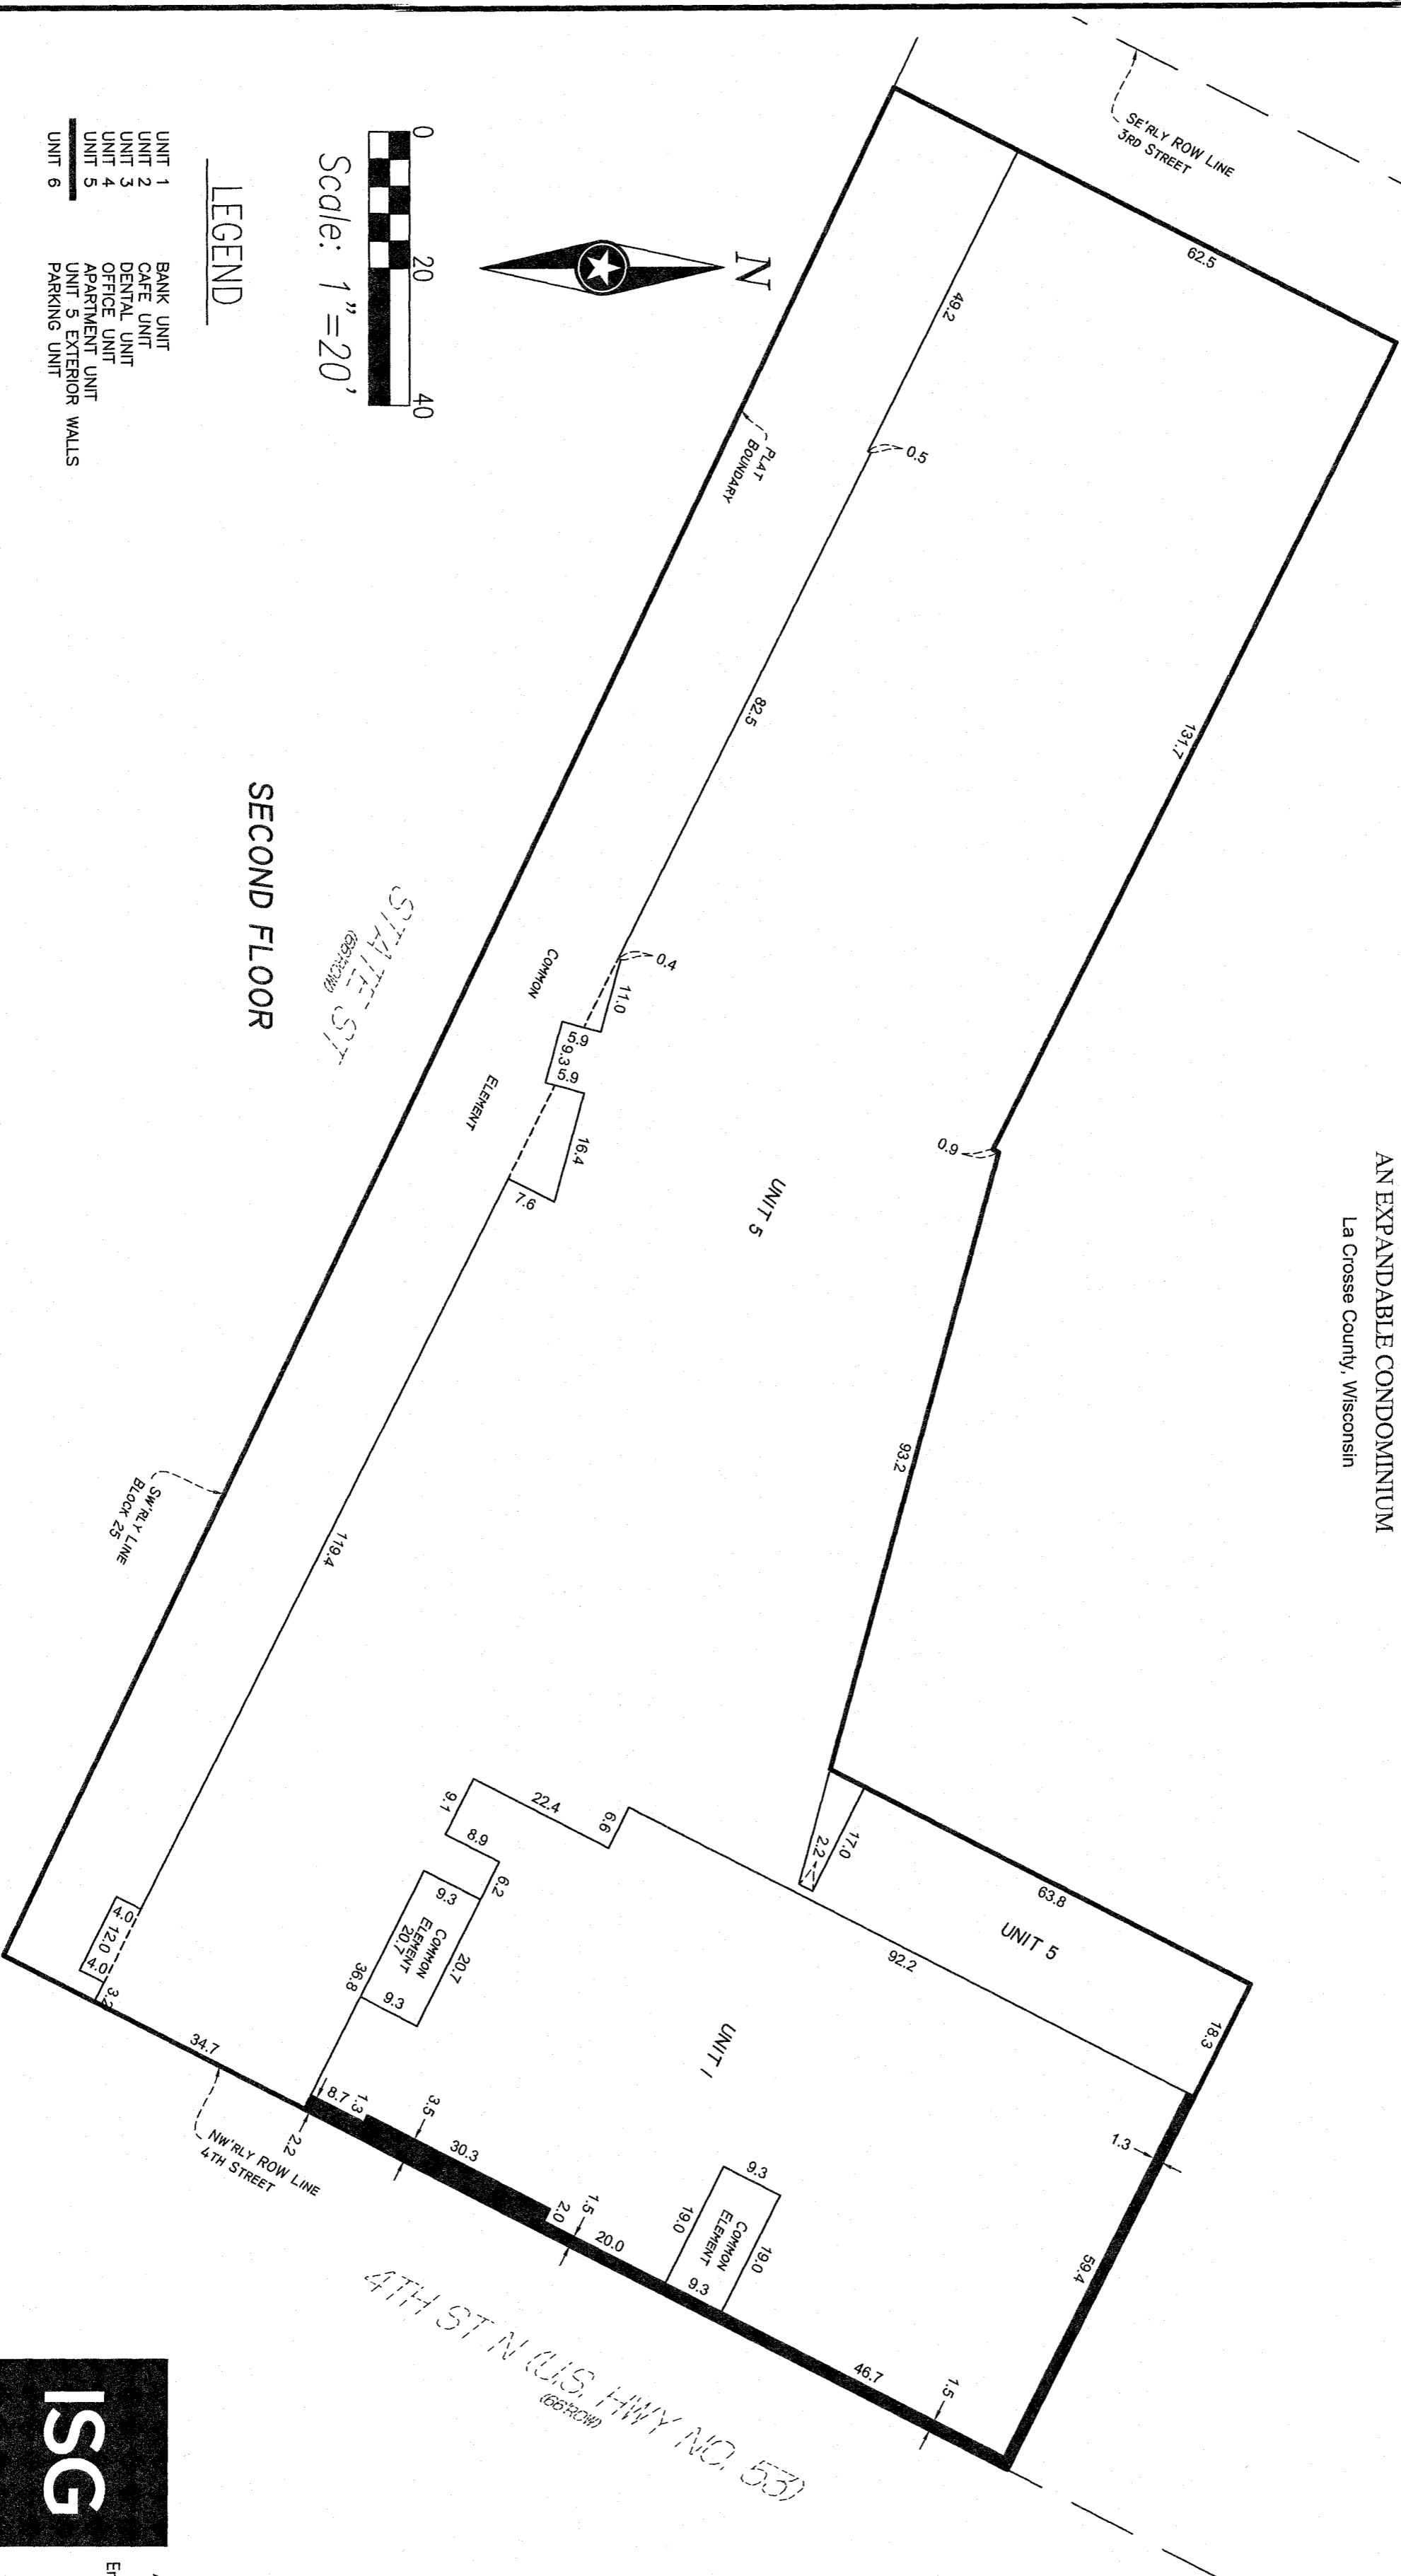 AN EXPANDABLE CONDOMINIUM
La Crosse County, Wisconsin
SE'RLY ROW LINE
3RD STREET
62.5
49.2
0.5
131.7
PLAT
BOUNDARY
82.5
N
0 20 40
Scale: 1"=20'
LEGEND
UNIT 1 BANK UNIT
UNIT 2 CAFE UNIT
UNIT 3 DENTAL UNIT
UNIT 4 OFFICE UNIT
UNIT 5 APARTMENT UNIT
UNIT 5 EXTERIOR WALLS
UNIT 6 PARKING UNIT
0.4
11.0
5.9
9.3
5.9
16.4
7.6
COMMON
ELEMENT
0.9
UNIT 5
93.2
STATE ST
(66'ROW)
SECOND FLOOR
SW'RLY LINE
BLOCK 25
119.4
17.0
2.2
63.8
UNIT 5
18.3
92.2
6.6
22.4
9.1
8.9
6.2
9.3
COMMON
ELEMENT
20.7
20.7
9.3
36.8
UNIT 1
4.0
12.0
4.0
3.2
34.7
NW'RLY ROW LINE
4TH STREET
2.2
8.7
1.3
3.5
30.3
2.0
1.5
20.0
9.3
19.0
COMMON
ELEMENT
19.0
9.3
1.3
59.4
46.7
1.5
4TH ST N (U.S. HWY NO. 53)
(66'ROW)
ISG